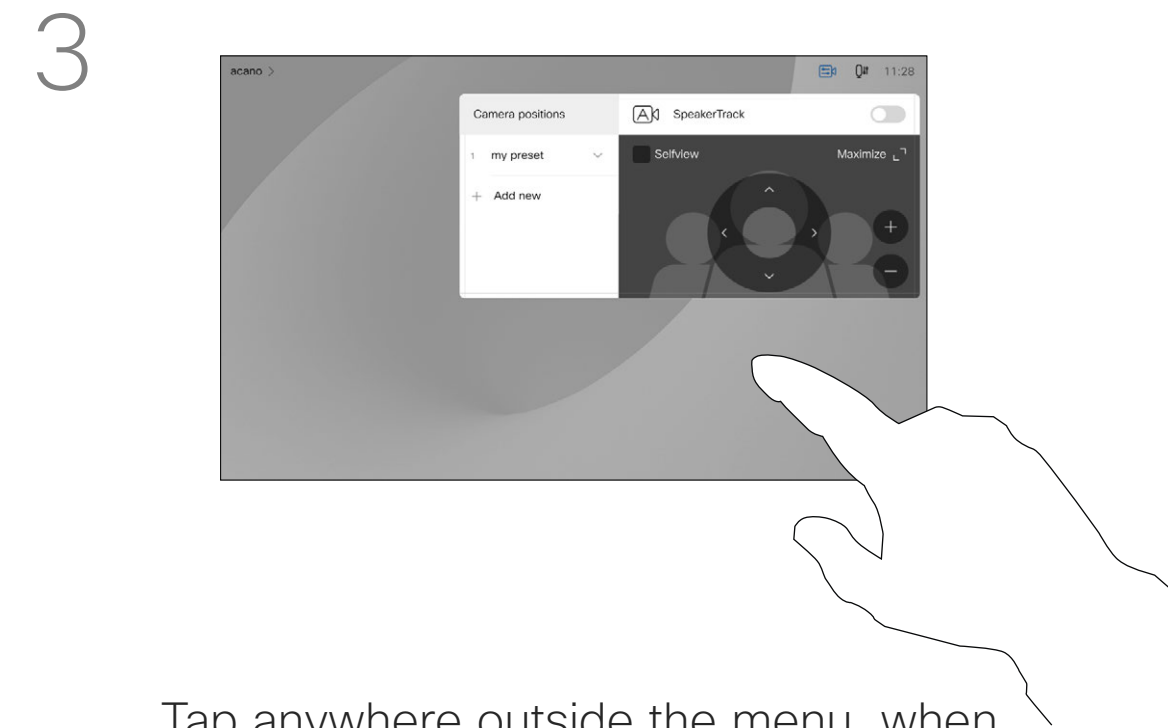 3
acano >
11:28
Camera positions
SpeakerTrack
1 my preset
Selfview
Maximize
+ Add new
+
−
Tap anywhere outside the menu, when